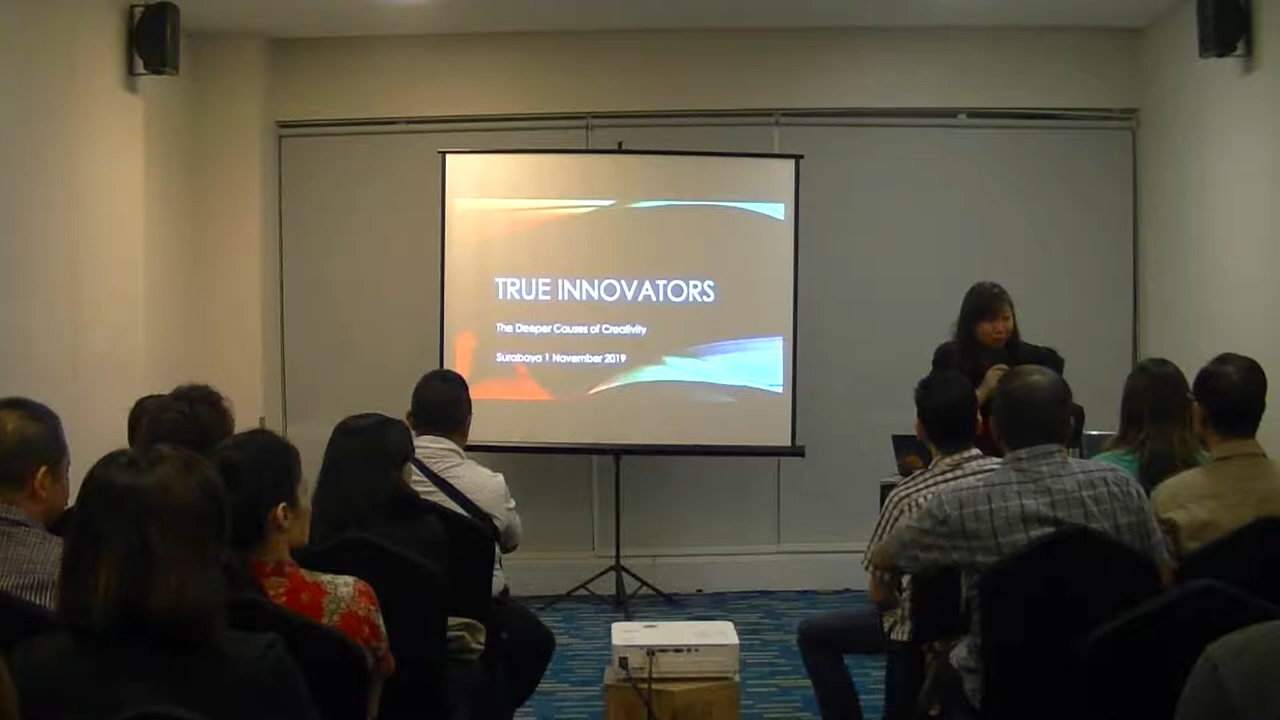 TRUE INNOVATORS
The Deeper Causes of Creativity
Surabaya 1 November 2019